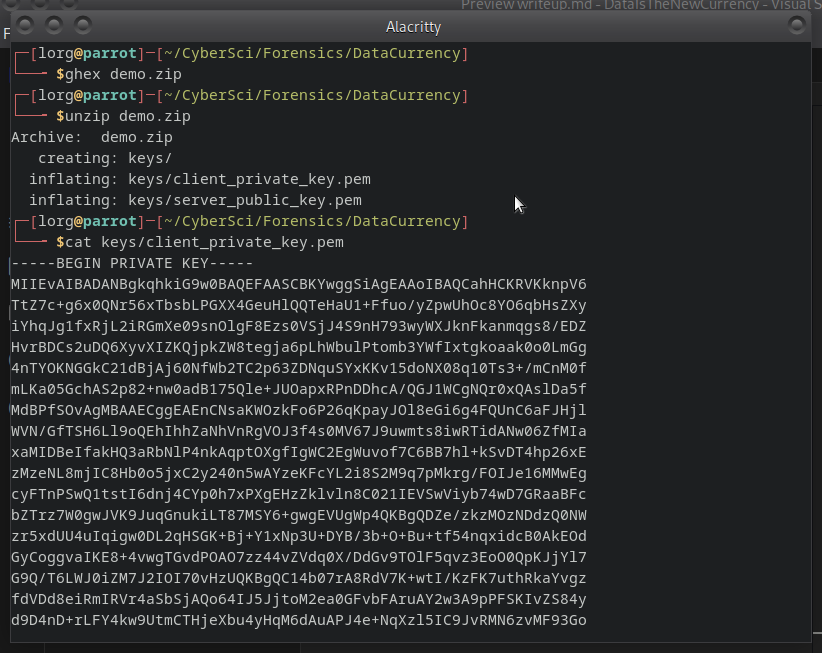 Preview writeup.md - DataIsTheNewCurrency - Visual S
Alacritty
┌─[lorg@parrot]─[~/CyberSci/Forensics/DataCurrency]
└──╼ $ghex demo.zip
┌─[lorg@parrot]─[~/CyberSci/Forensics/DataCurrency]
└──╼ $unzip demo.zip
Archive:  demo.zip
   creating: keys/
  inflating: keys/client_private_key.pem
  inflating: keys/server_public_key.pem
┌─[lorg@parrot]─[~/CyberSci/Forensics/DataCurrency]
└──╼ $cat keys/client_private_key.pem
-----BEGIN PRIVATE KEY-----
MIIEvAIBADANBgkqhkiG9w0BAQEFAASCBKYwggSiAgEAAoIBAQCahHCKRVKknpV6
TtZ7c+g6x0QNr56xTbsbLPGXX4GeuHlQQTeHaU1+Ffuo/yZpwUhOc8YO6qbHsZXy
iYhqJg1fxRjL2iRGmXe09snOlgF8Ezs0VSjJ4S9nH793wyWXJknFkanmqgs8/EDZ
HvrBDCs2uDQ6XyvXIZKQjpkZW8tegja6pLhWbulPtomb3YWfIxtgkoaak0o0LmGg
4nTYOKNGGkC21dBjAj60NfWb2TC2p63ZDNquSYxKKv15doNX08q10Ts3+/mCnM0f
mLKa05GchAS2p82+nw0adB175Qle+JUOapxRPnDDhcA/QGJ1WCgNQr0xQAslDa5f
MdBPfSOvAgMBAAECggEAEnCNsaKWOzkFo6P26qKpayJOl8eGi6g4FQUnC6aFJHjl
WVN/GfTSH6Ll9oQEhIhhZaNhVnRgVOJ3f4s0MV67J9uwmts8iwRTidANw06ZfMIa
xaMIDBeIfakHQ3aRbNlP4nkAqptOXgfIgWC2EgWuvof7C6BB7hl+kSvDT4hp26xE
zMzeNL8mjIC8Hb0o5jxC2y240n5wAYzeKFcYL2i8S2M9q7pMkrg/FOIJe16MMwEg
cyFTnPSwQ1tstI6dnj4CYp0h7xPXgEHzZklvln8C021IEVSwViyb74wD7GRaaBFc
bZTrz7W0gwJVK9JuqGnukiLT87MSY6+gwgEVUgWp4QKBgQDZe/zkzMOzNDdzQ0NW
zr5xdUU4uIqigw0DL2qHSGK+Bj+Y1xNp3U+DYB/3b+O+Bu+tf54nqxidcB0AkEOd
GyCoggvaIKE8+4vwgTGvdPOAO7zz44vZVdq0X/DdGv9TOlF5qvz3EoO0QpKJjYl7
G9Q/T6LWJ0iZM7J2IOI70vHzUQKBgQC14b07rA8RdV7K+wtI/KzFK7uthRkaYvgz
fdVDd8eiRmIRVr4aSbSjAQo64IJ5JjtoM2ea0GFvbFAruAY2w3A9pPFSKIvZS84y
d9D4nD+rLFY4kw9UtmCTHjeXbu4yHqM6dAuAPJ4e+NqXzl5IC9JvRMN6zvMF93Go